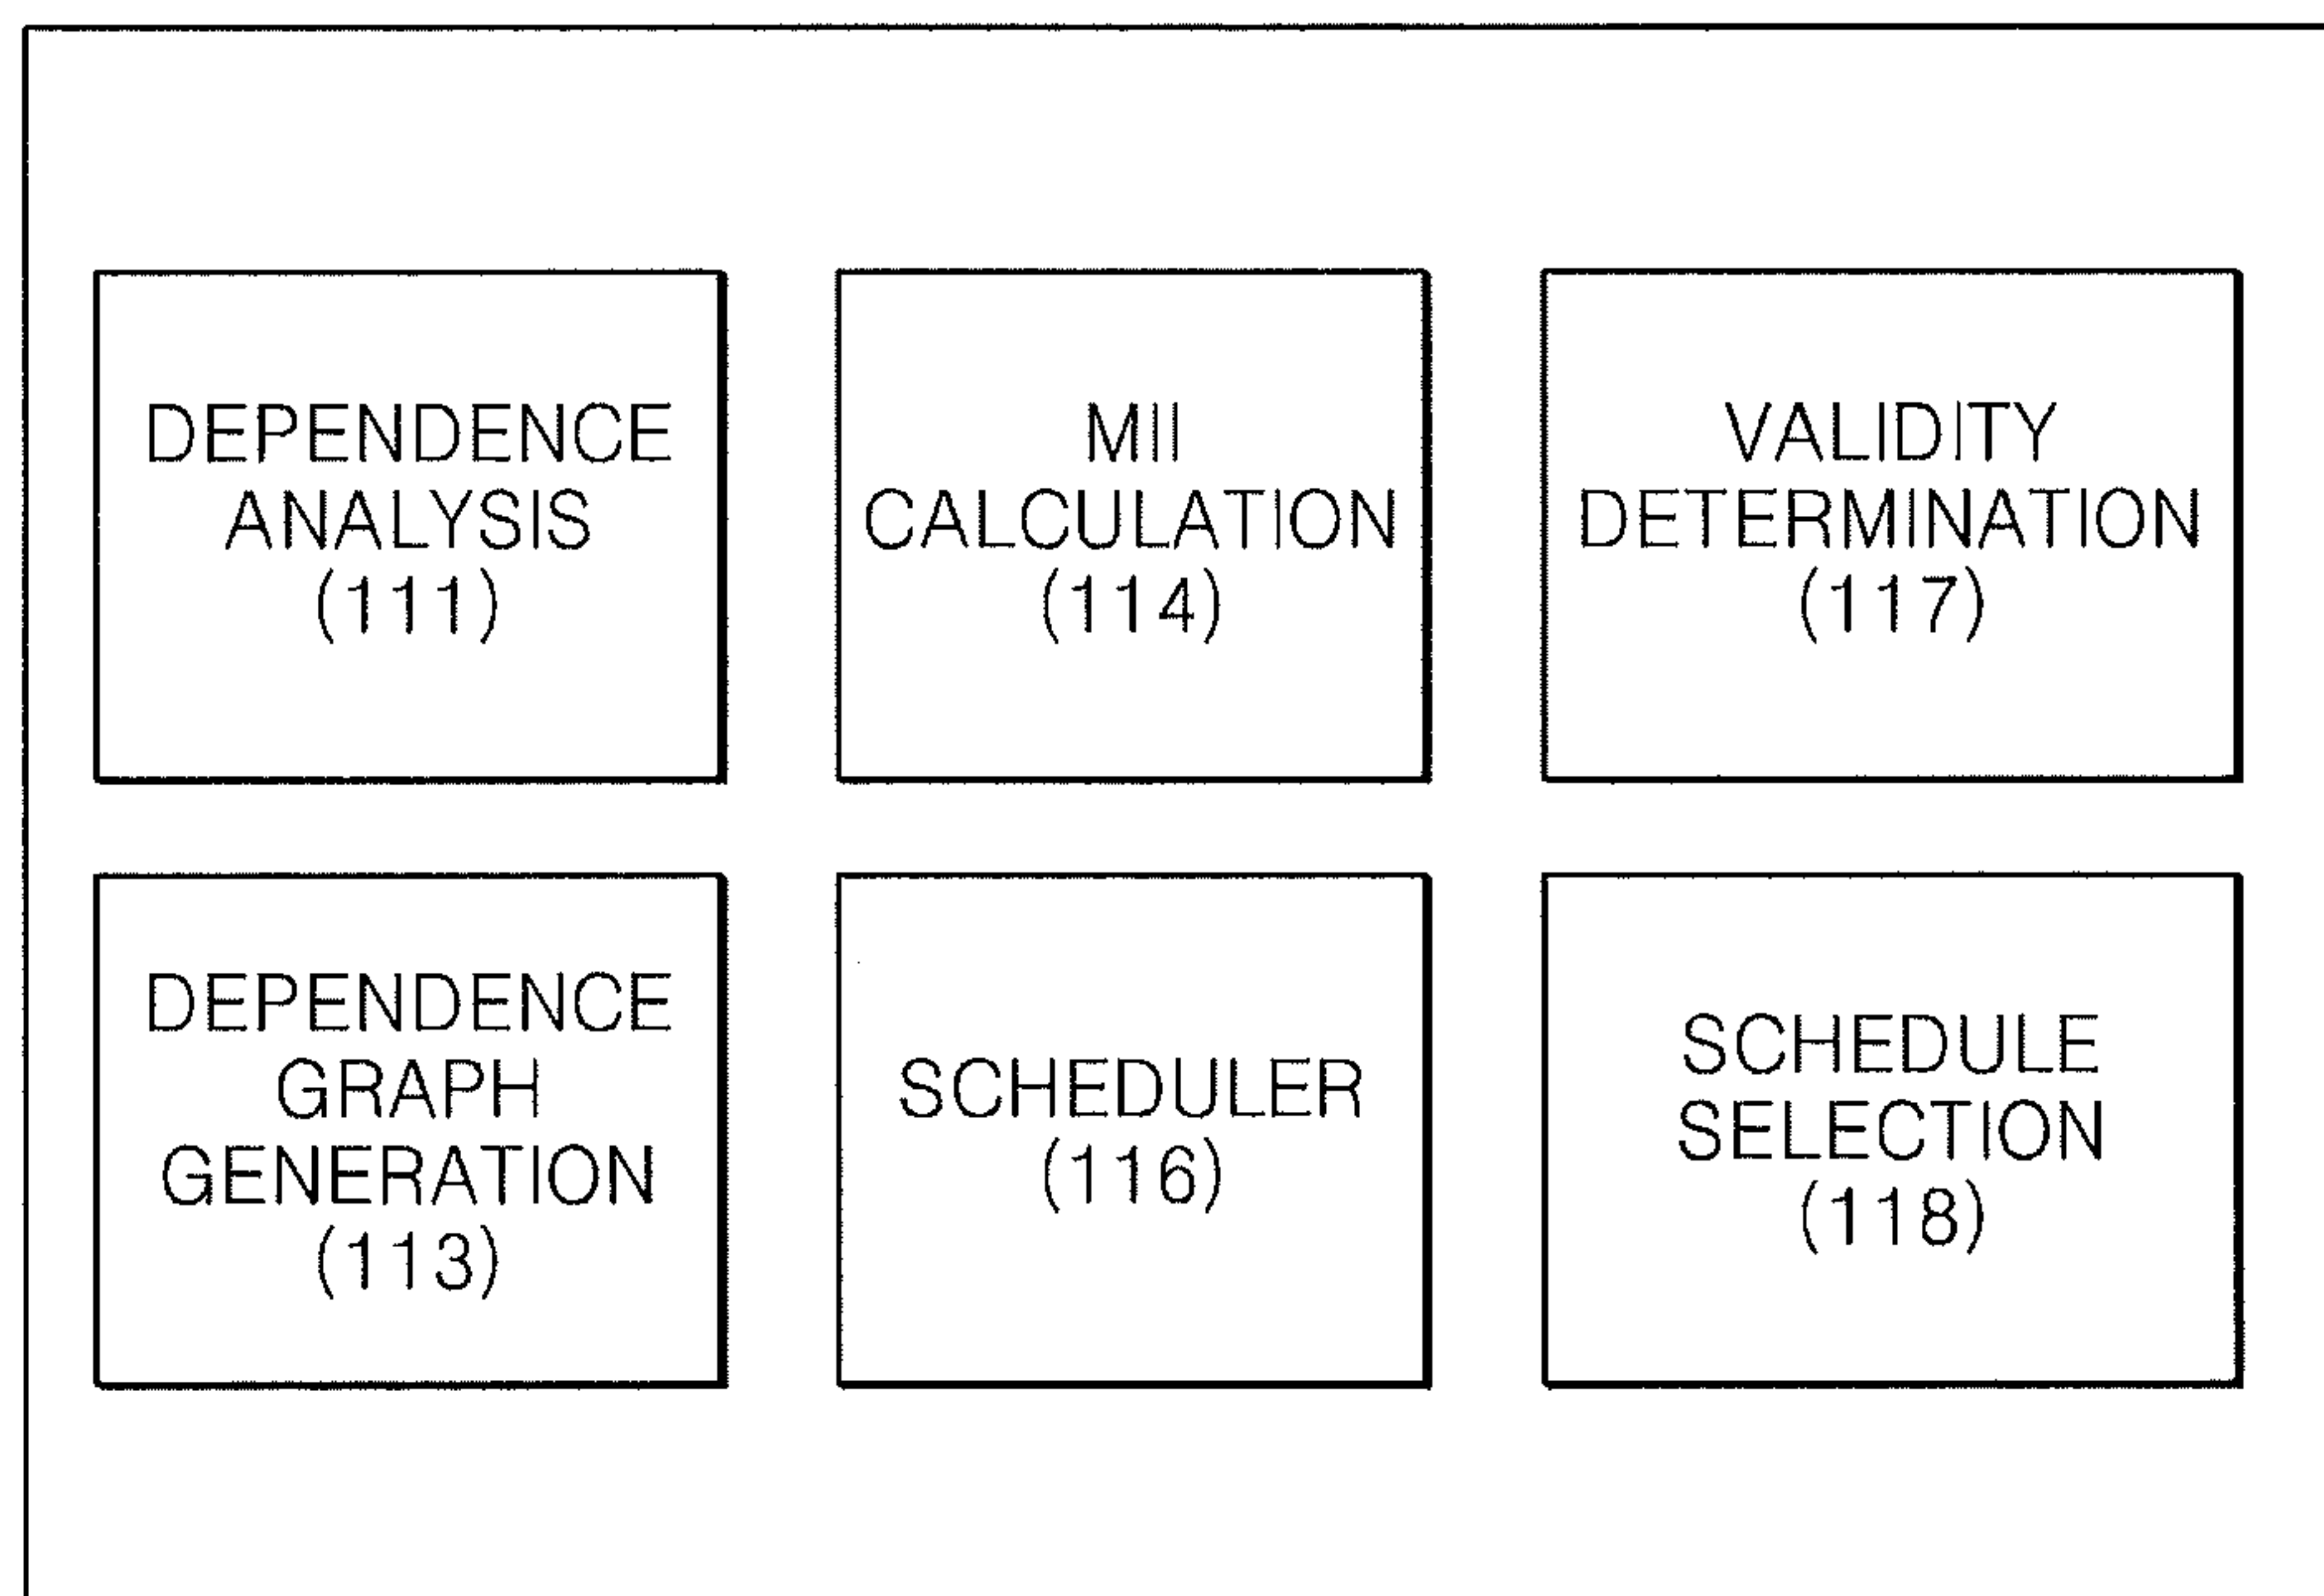 DEPENDENCE
ANALYSIS
(111)
MII
CALCULATION
(114)
VALIDITY
DETERMINATION
(117)
DEPENDENCE
GRAPH
GENERATION
(113)
SCHEDULER
(116)
SCHEDULE
SELECTION
(118)